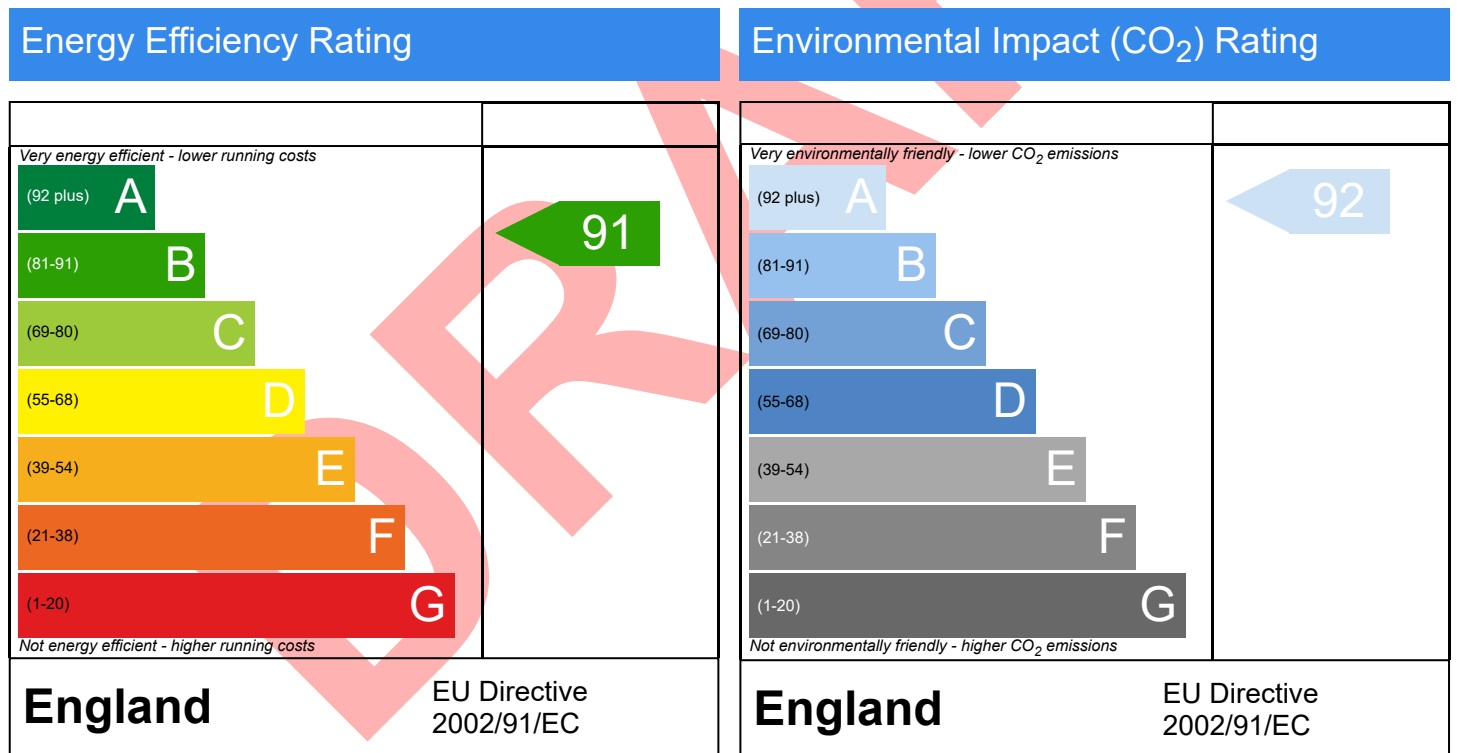 Energy Efficiency Rating
Very energy efficient - lower running costs
(92 plus) A
(81-91) B
(69-80) C
(55-68) D
(39-54) E
(21-38) F
(1-20) G
Not energy efficient - higher running costs
91
England
EU Directive
2002/91/EC
Environmental Impact (CO₂) Rating
Very environmentally friendly - lower CO₂ emissions
(92 plus) A
(81-91) B
(69-80) C
(55-68) D
(39-54) E
(21-38) F
(1-20) G
Not environmentally friendly - higher CO₂ emissions
92
England
EU Directive
2002/91/EC